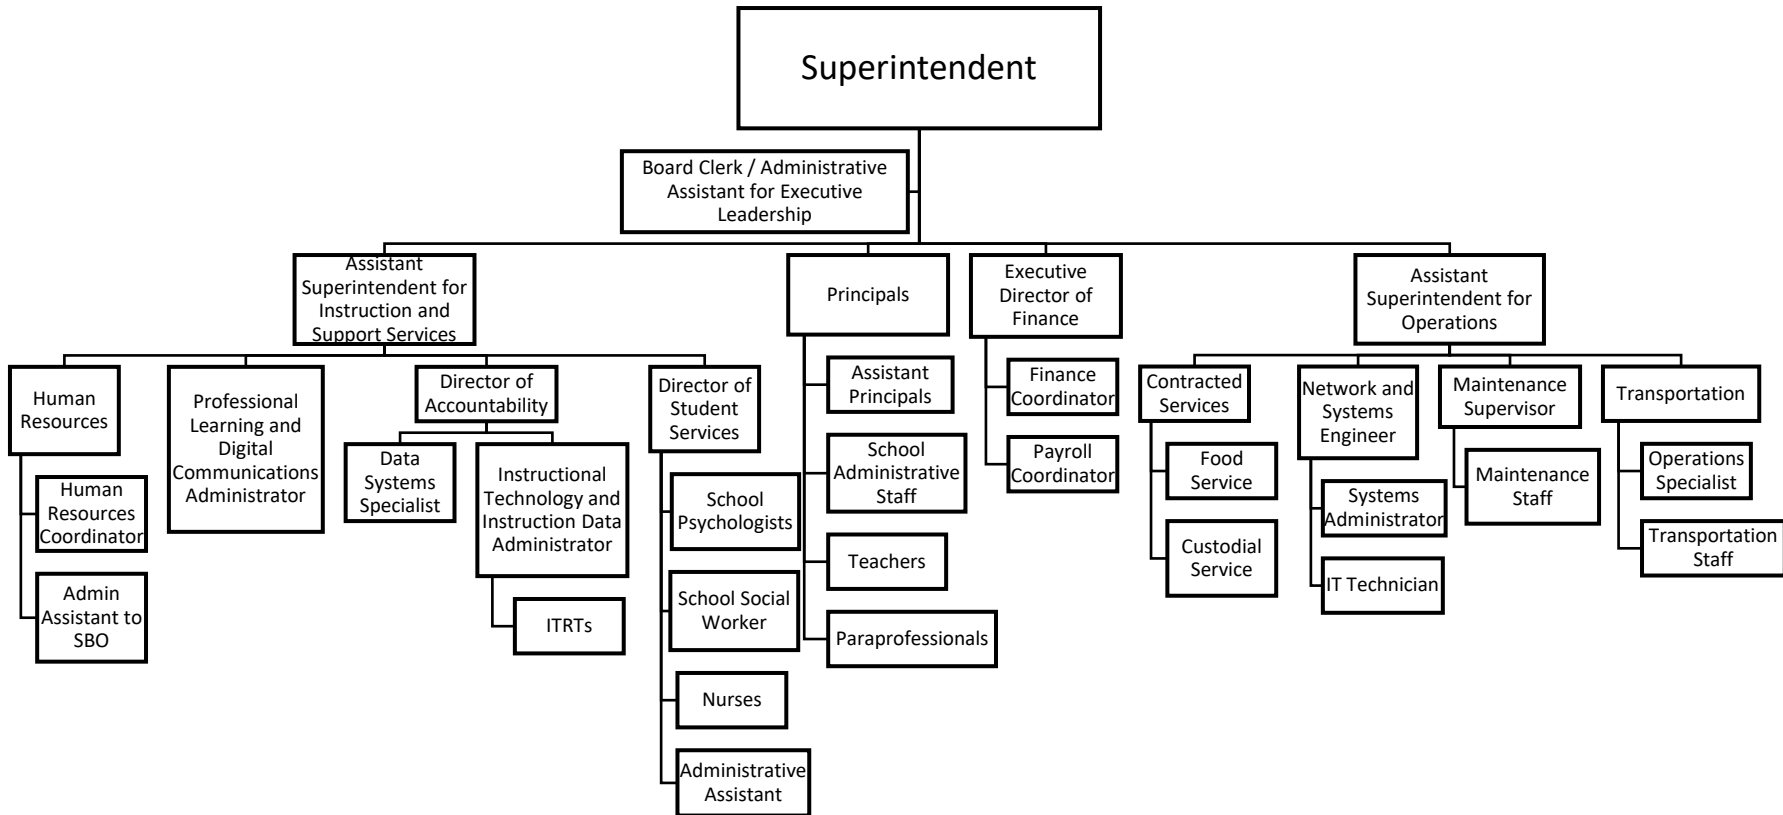 Superintendent
Board Clerk / Administrative
Assistant for Executive
Leadership
Assistant
Superintendent for
Instruction and
Support Services
Principals
Executive
Director of
Finance
Assistant
Superintendent for
Operations
Human
Resources
Human
Resources
Coordinator
Admin
Assistant to
SBO
Professional
Learning and
Digital
Communications
Administrator
Director of
Accountability
Data
Systems
Specialist
Instructional
Technology and
Instruction Data
Administrator
ITRTs
Director of
Student
Services
School
Psychologists
School Social
Worker
Nurses
Administrative
Assistant
Assistant
Principals
School
Administrative
Staff
Teachers
Paraprofessionals
Finance
Coordinator
Payroll
Coordinator
Contracted
Services
Food
Service
Custodial
Service
Network and
Systems
Engineer
Systems
Administrator
IT Technician
Maintenance
Supervisor
Maintenance
Staff
Transportation
Operations
Specialist
Transportation
Staff